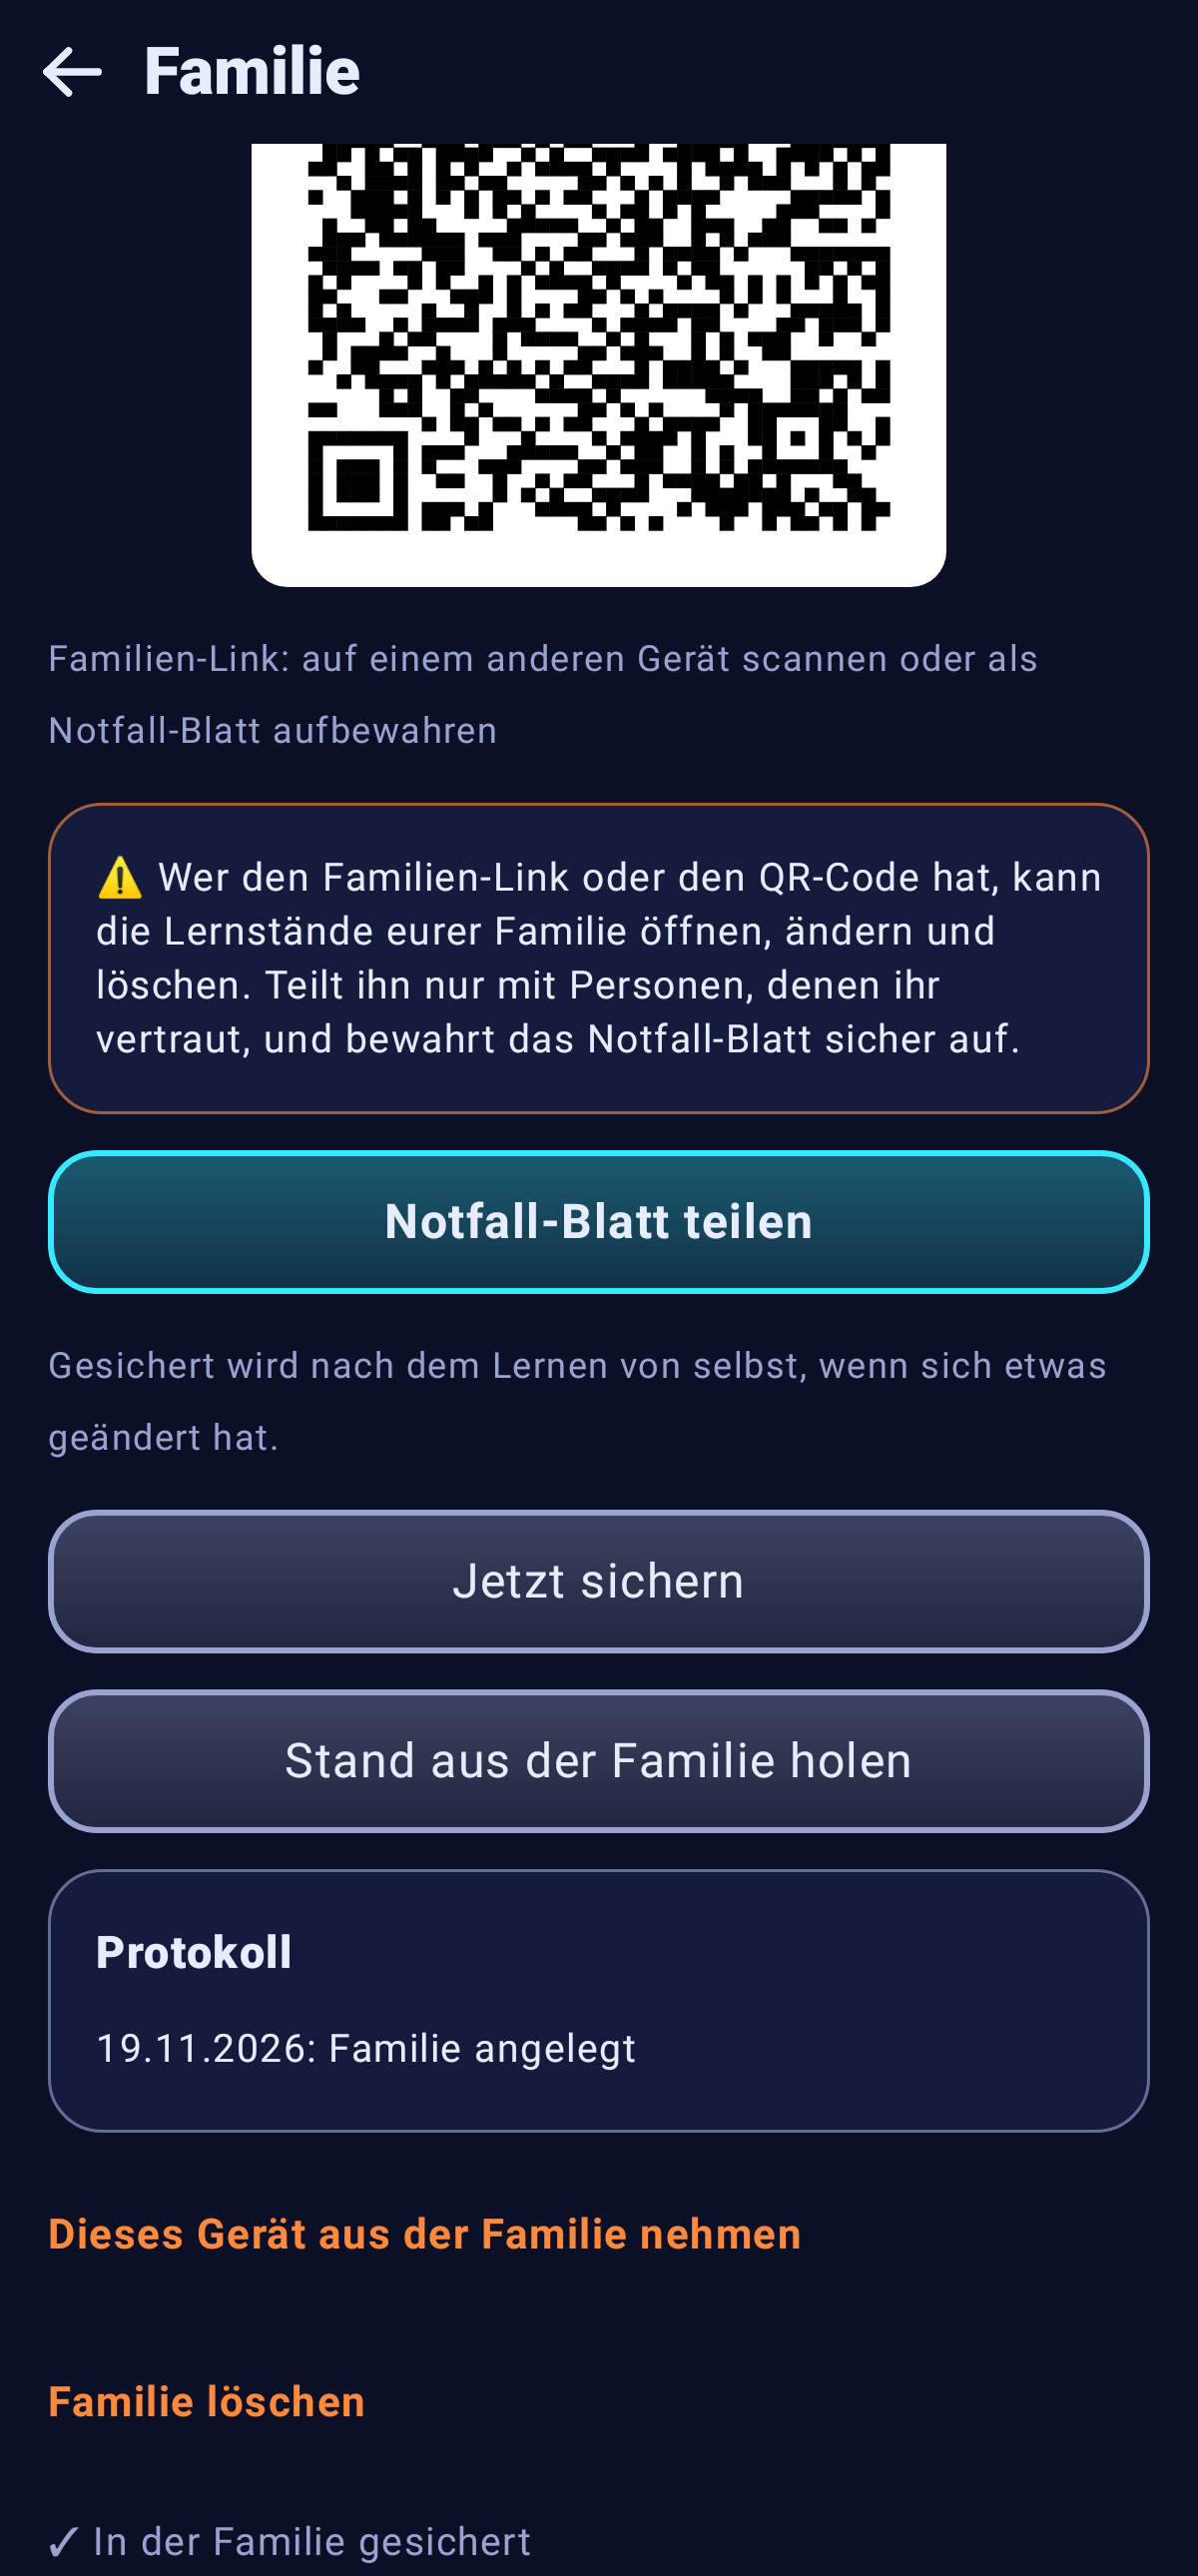 Familie
Familien-Link: auf einem anderen Gerät scannen oder als
Notfall-Blatt aufbewahren
⚠️ Wer den Familien-Link oder den QR-Code hat, kann
die Lernstände eurer Familie öffnen, ändern und
löschen. Teilt ihn nur mit Personen, denen ihr
vertraut, und bewahrt das Notfall-Blatt sicher auf.
Notfall-Blatt teilen
Gesichert wird nach dem Lernen von selbst, wenn sich etwas
geändert hat.
Jetzt sichern
Stand aus der Familie holen
Protokoll
19.11.2026: Familie angelegt
Dieses Gerät aus der Familie nehmen
Familie löschen
✓ In der Familie gesichert